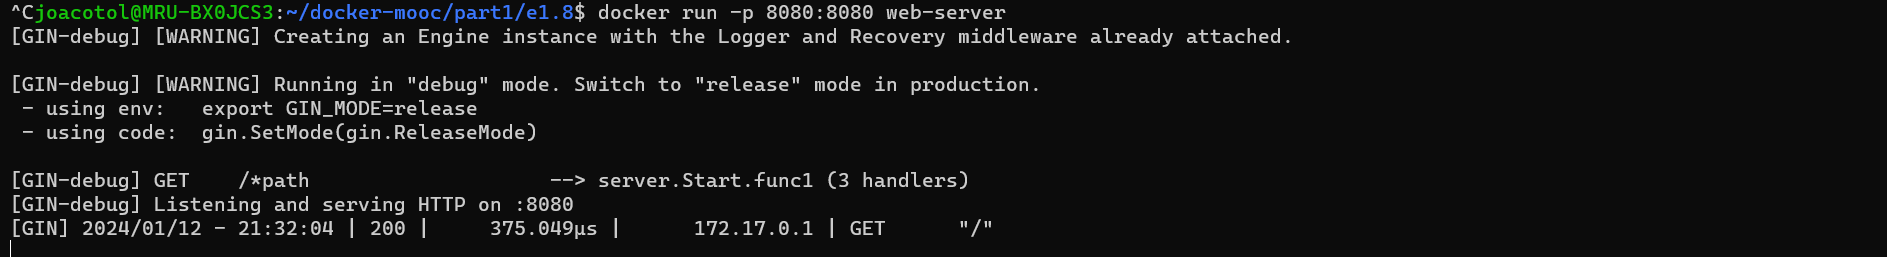 ^Cjoacotol@MRU-BX0JCS3:~/docker-mooc/part1/e1.8$ docker run -p 8080:8080 web-server
[GIN-debug] [WARNING] Creating an Engine instance with the Logger and Recovery middleware already attached.
[GIN-debug] [WARNING] Running in "debug" mode. Switch to "release" mode in production.
 - using env:   export GIN_MODE=release
 - using code:  gin.SetMode(gin.ReleaseMode)
[GIN-debug] GET    /*path                    --> server.Start.func1 (3 handlers)
[GIN-debug] Listening and serving HTTP on :8080
[GIN] 2024/01/12 - 21:32:04 | 200 |     375.049µs |      172.17.0.1 | GET      "/"